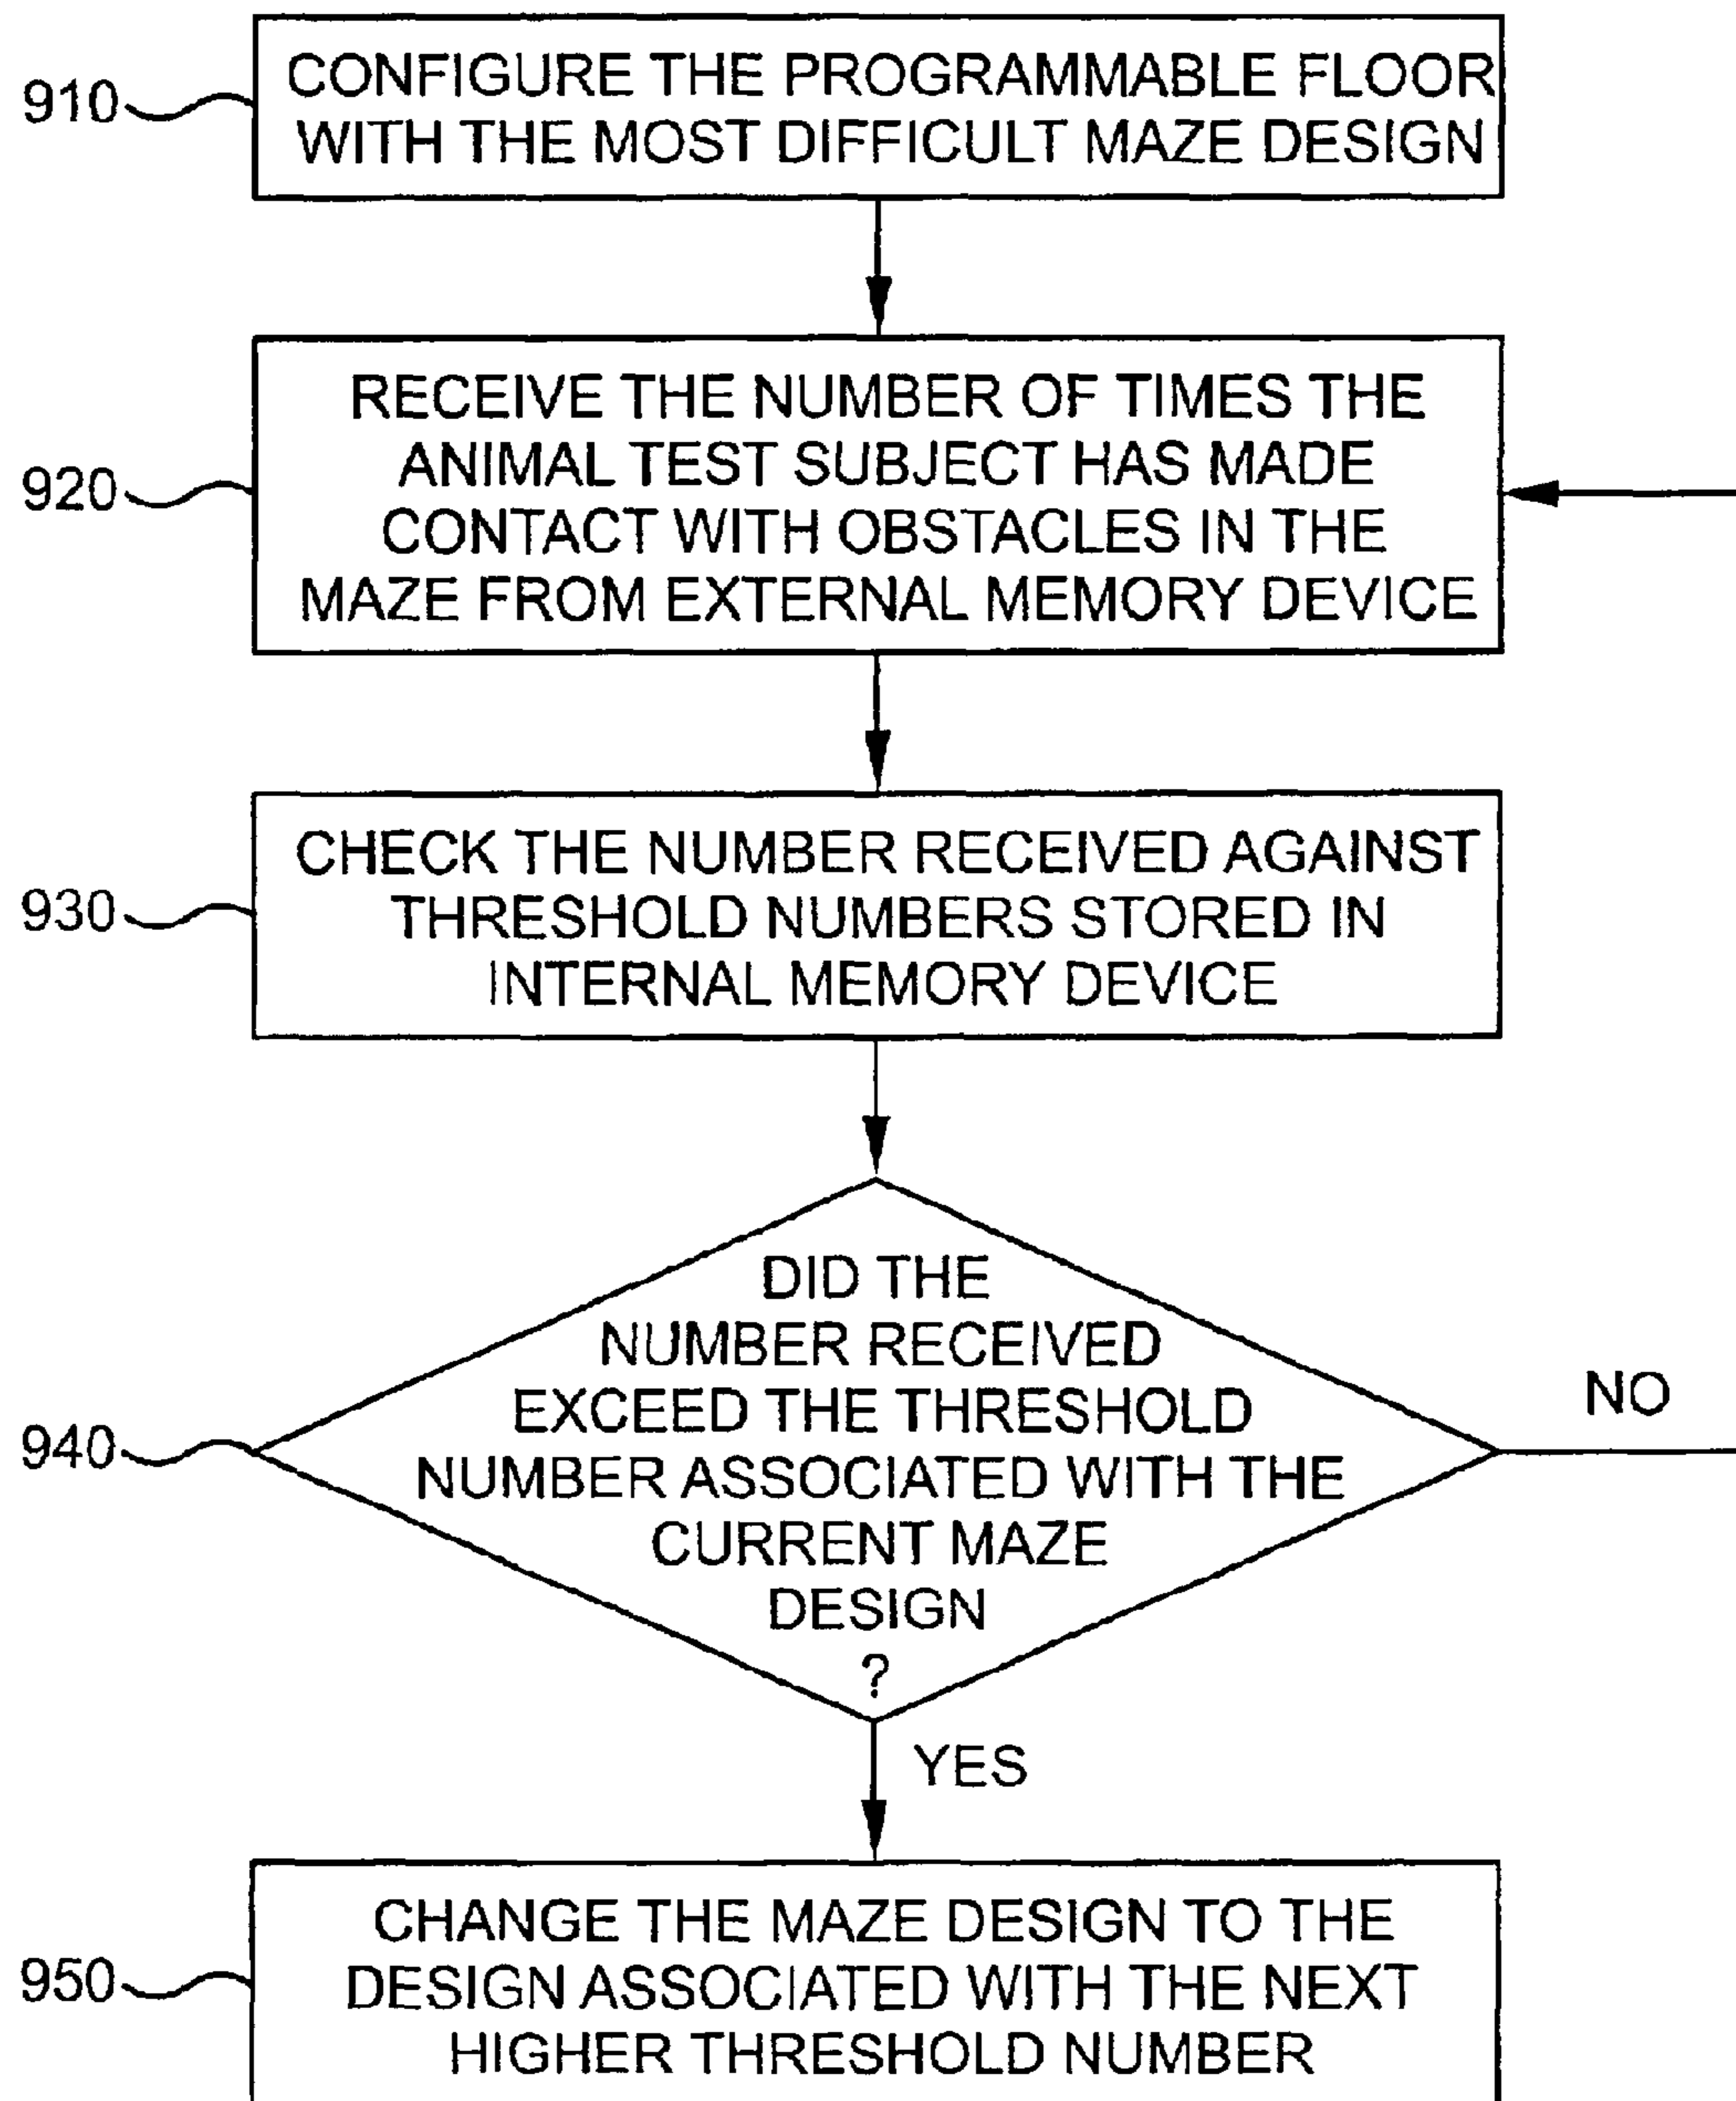 910
CONFIGURE THE PROGRAMMABLE FLOOR
WITH THE MOST DIFFICULT MAZE DESIGN
920
RECEIVE THE NUMBER OF TIMES THE
ANIMAL TEST SUBJECT HAS MADE
CONTACT WITH OBSTACLES IN THE
MAZE FROM EXTERNAL MEMORY DEVICE
930
CHECK THE NUMBER RECEIVED AGAINST
THRESHOLD NUMBERS STORED IN
INTERNAL MEMORY DEVICE
940
DID THE
NUMBER RECEIVED
EXCEED THE THRESHOLD
NUMBER ASSOCIATED WITH THE
CURRENT MAZE
DESIGN
?
NO
YES
950
CHANGE THE MAZE DESIGN TO THE
DESIGN ASSOCIATED WITH THE NEXT
HIGHER THRESHOLD NUMBER